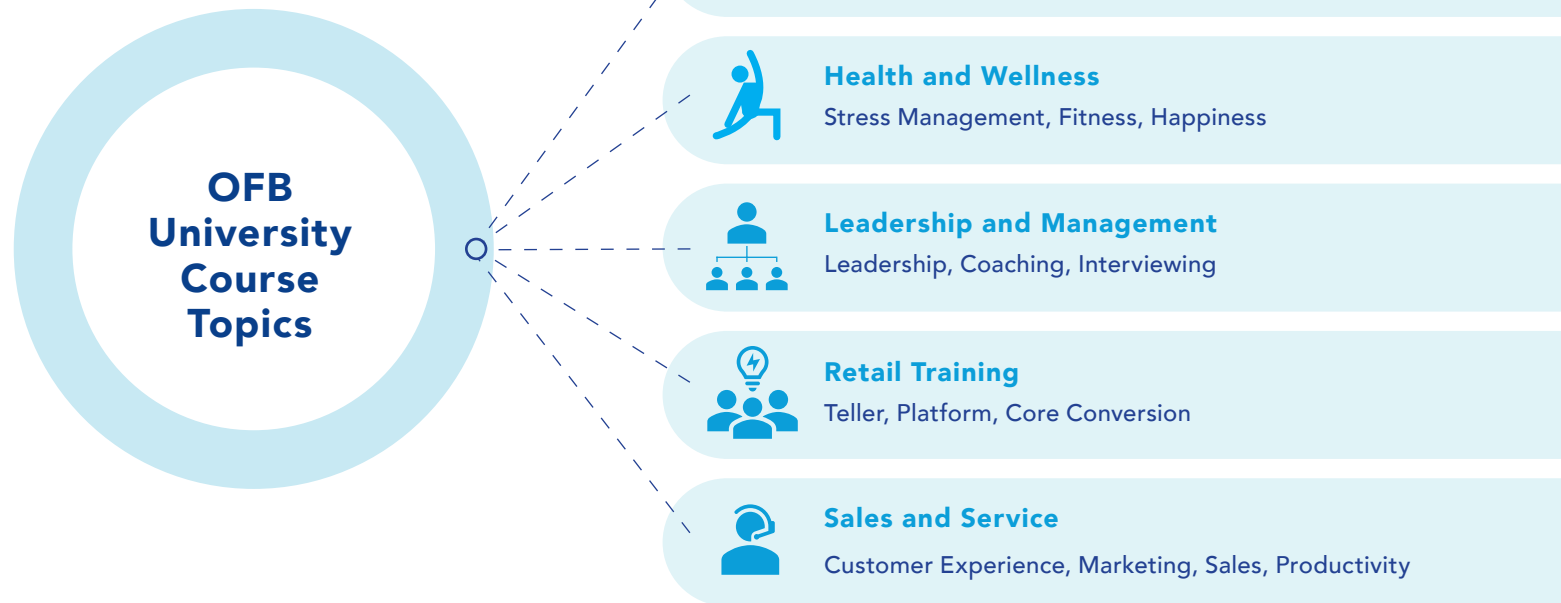 OFB
University
Course
Topics
Health and Wellness
Stress Management, Fitness, Happiness
Leadership and Management
Leadership, Coaching, Interviewing
Retail Training
Teller, Platform, Core Conversion
Sales and Service
Customer Experience, Marketing, Sales, Productivity